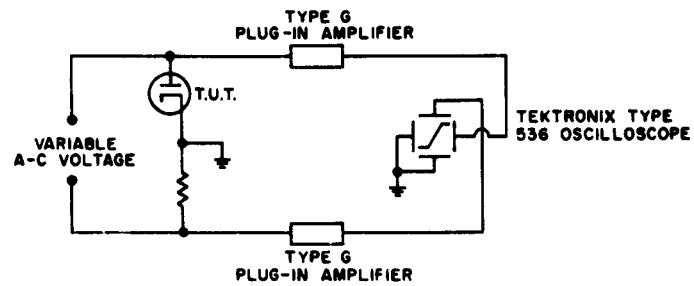 TYPE G
PLUG-IN AMPLIFIER
T.U.T.
TEKTRONIX TYPE
536 OSCILLOSCOPE
VARIABLE
A-C VOLTAGE
TYPE G
PLUG-IN AMPLIFIER